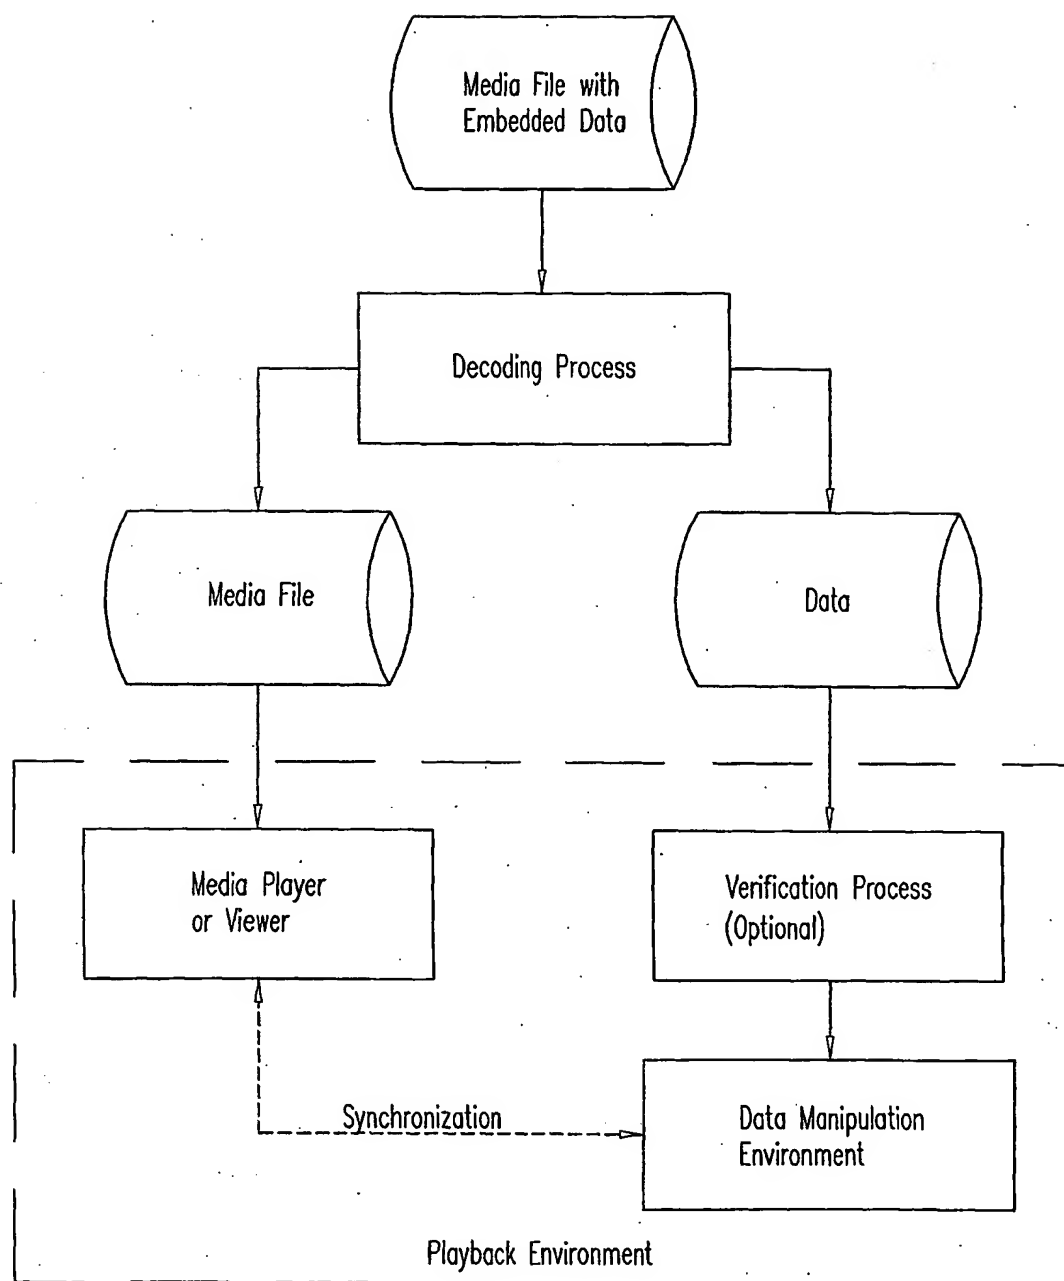 Media File with
Embedded Data
Decoding Process
Media File
Data
Media Player
or Viewer
Verification Process
(Optional)
Synchronization
Data Manipulation
Environment
Playback Environment